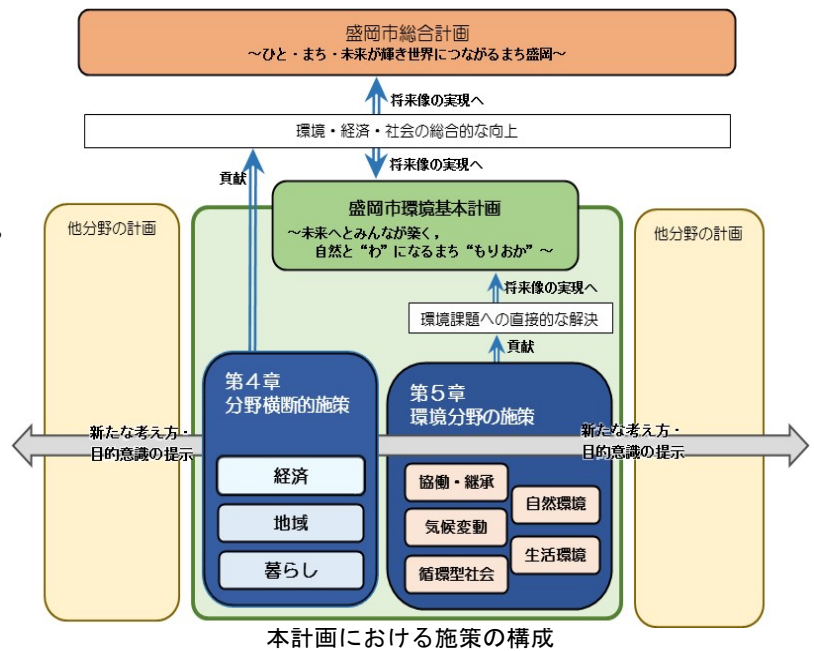 盛岡市総合計画
～ひと・まち・未来が輝き世界につながるまち盛岡～
将来像の実現へ
環境・経済・社会の総合的な向上
将来像の実現へ
貢献
他分野の計画
盛岡市環境基本計画
～未来へとみんなが築く，
自然と“わ”になるまち“もりおか”～
他分野の計画
将来像の実現へ
環境課題への直接的な解決
貢献
第４章
分野横断的施策
第５章
環境分野の施策
新たな考え方・
目的意識の提示
新たな考え方・
目的意識の提示
経済
地域
暮らし
協働・継承
気候変動
循環型社会
自然環境
生活環境
本計画における施策の構成